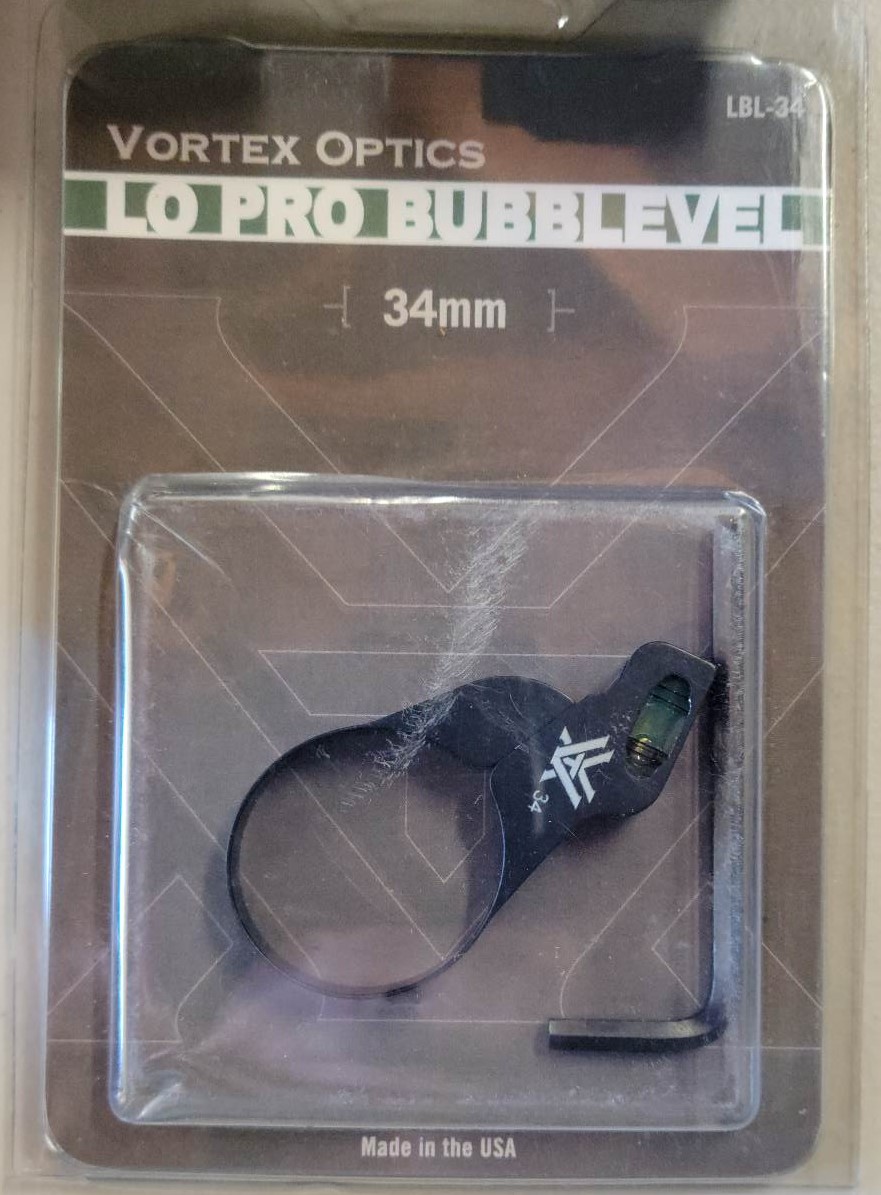 LBL-34
VORTEX OPTICS
LO PRO BUBBLEVEL
34mm
34
Made in the USA